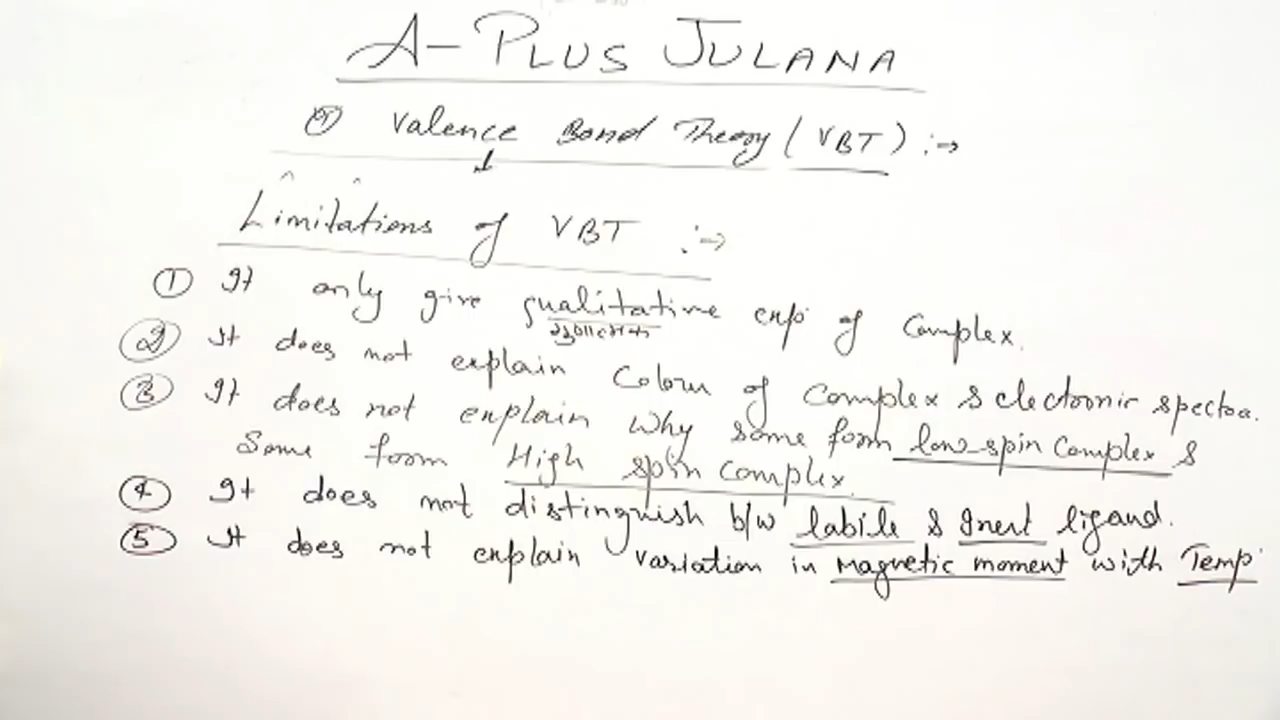 A- PLUS JULANA
Valence Bond Theory (VBT) :→
Limitations of VBT :→
① It only give qualitative exp of Complex.
② It does not explain Colour of Complex & electronic spectra.
③ It does not explain why some form low-spin Complex &
Some form High spin Complex.
④ It does not distinguish b/w labile & Inert ligand.
⑤ It does not explain variation in Magnetic moment with Temp